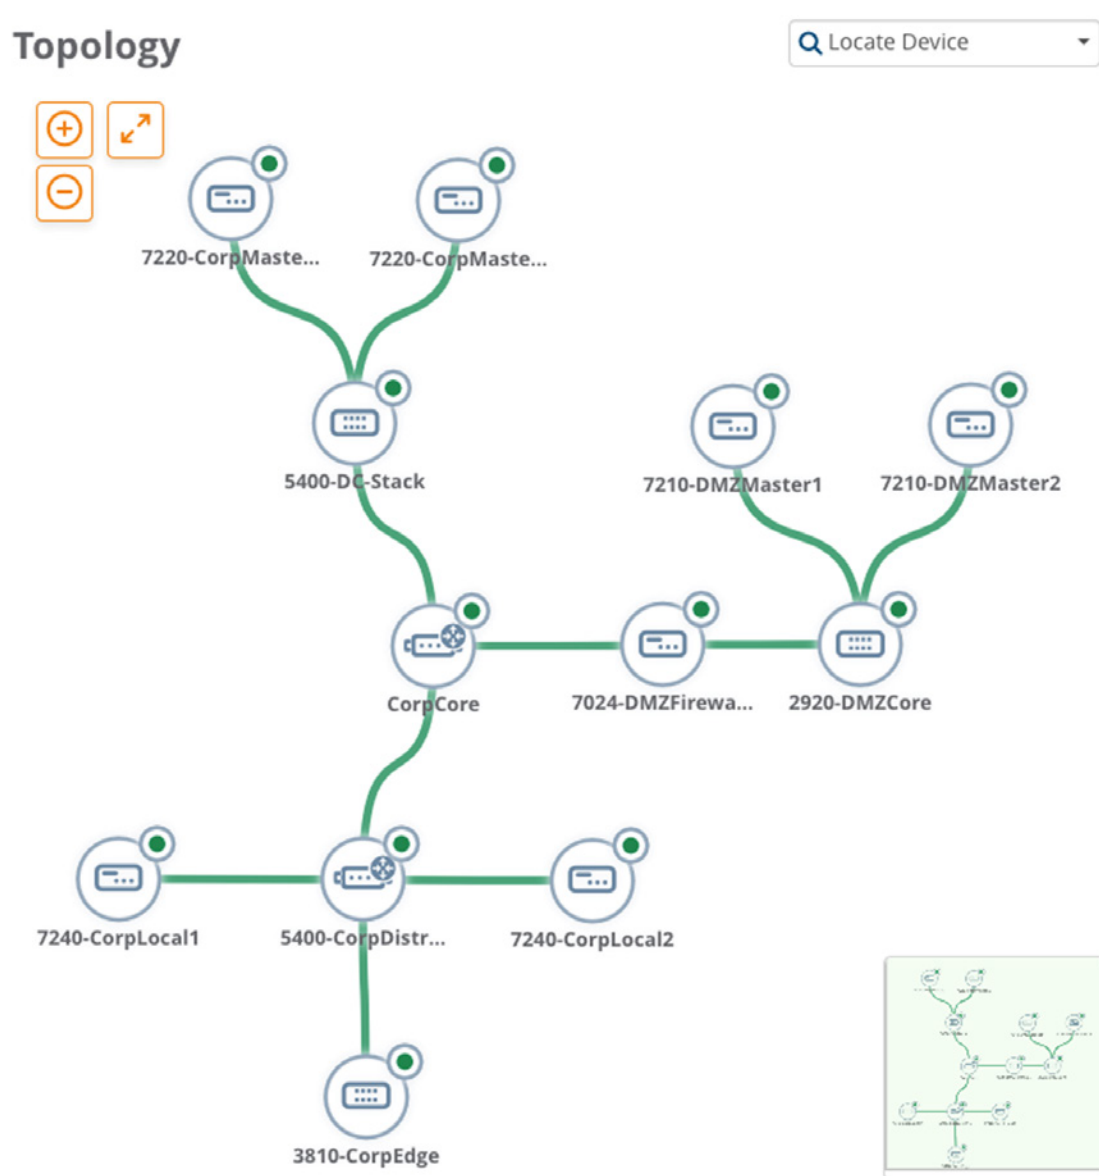 Topology
Locate Device
7220-CorpMaste...
7220-CorpMaste...
5400-DC-Stack
7210-DMZMaster1
7210-DMZMaster2
CorpCore
7024-DMZFirewa...
2920-DMZCore
7240-CorpLocal1
5400-CorpDistr...
7240-CorpLocal2
3810-CorpEdge